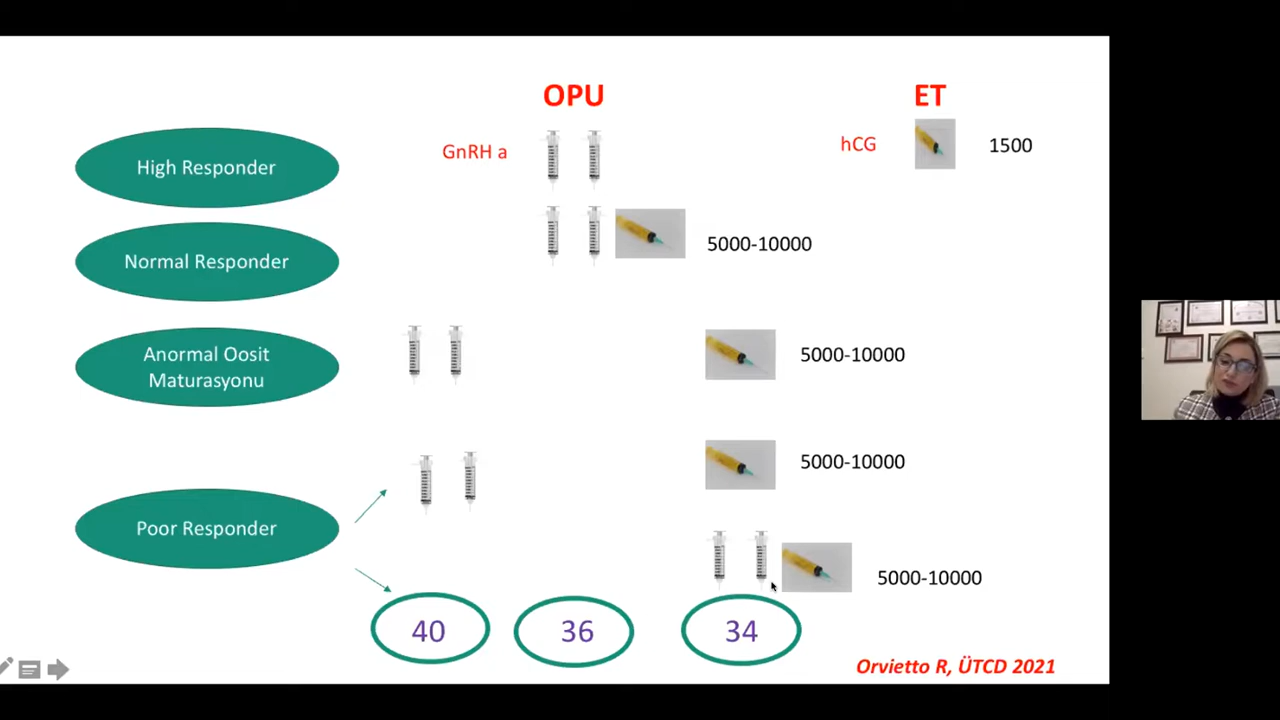 OPU
ET
High Responder
GnRH a
hCG
1500
Normal Responder
5000-10000
Anormal Oosit
Maturasyonu
5000-10000
5000-10000
Poor Responder
5000-10000
40
36
34
Orvietto R, ÜTCD 2021